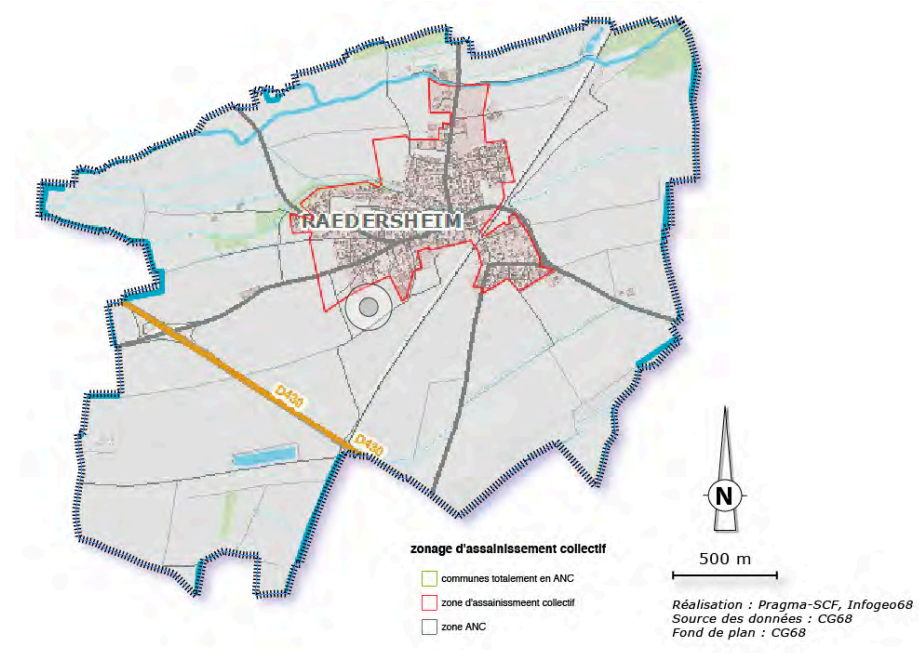 RAEDERSHEIM
D430
D430
N
500 m
zonage d'assainissement collectif
communes totalement en ANC
zone d'assainissmeent collectif
zone ANC
Réalisation : Pragma-SCF, Infogeo68
Source des données : CG68
Fond de plan : CG68